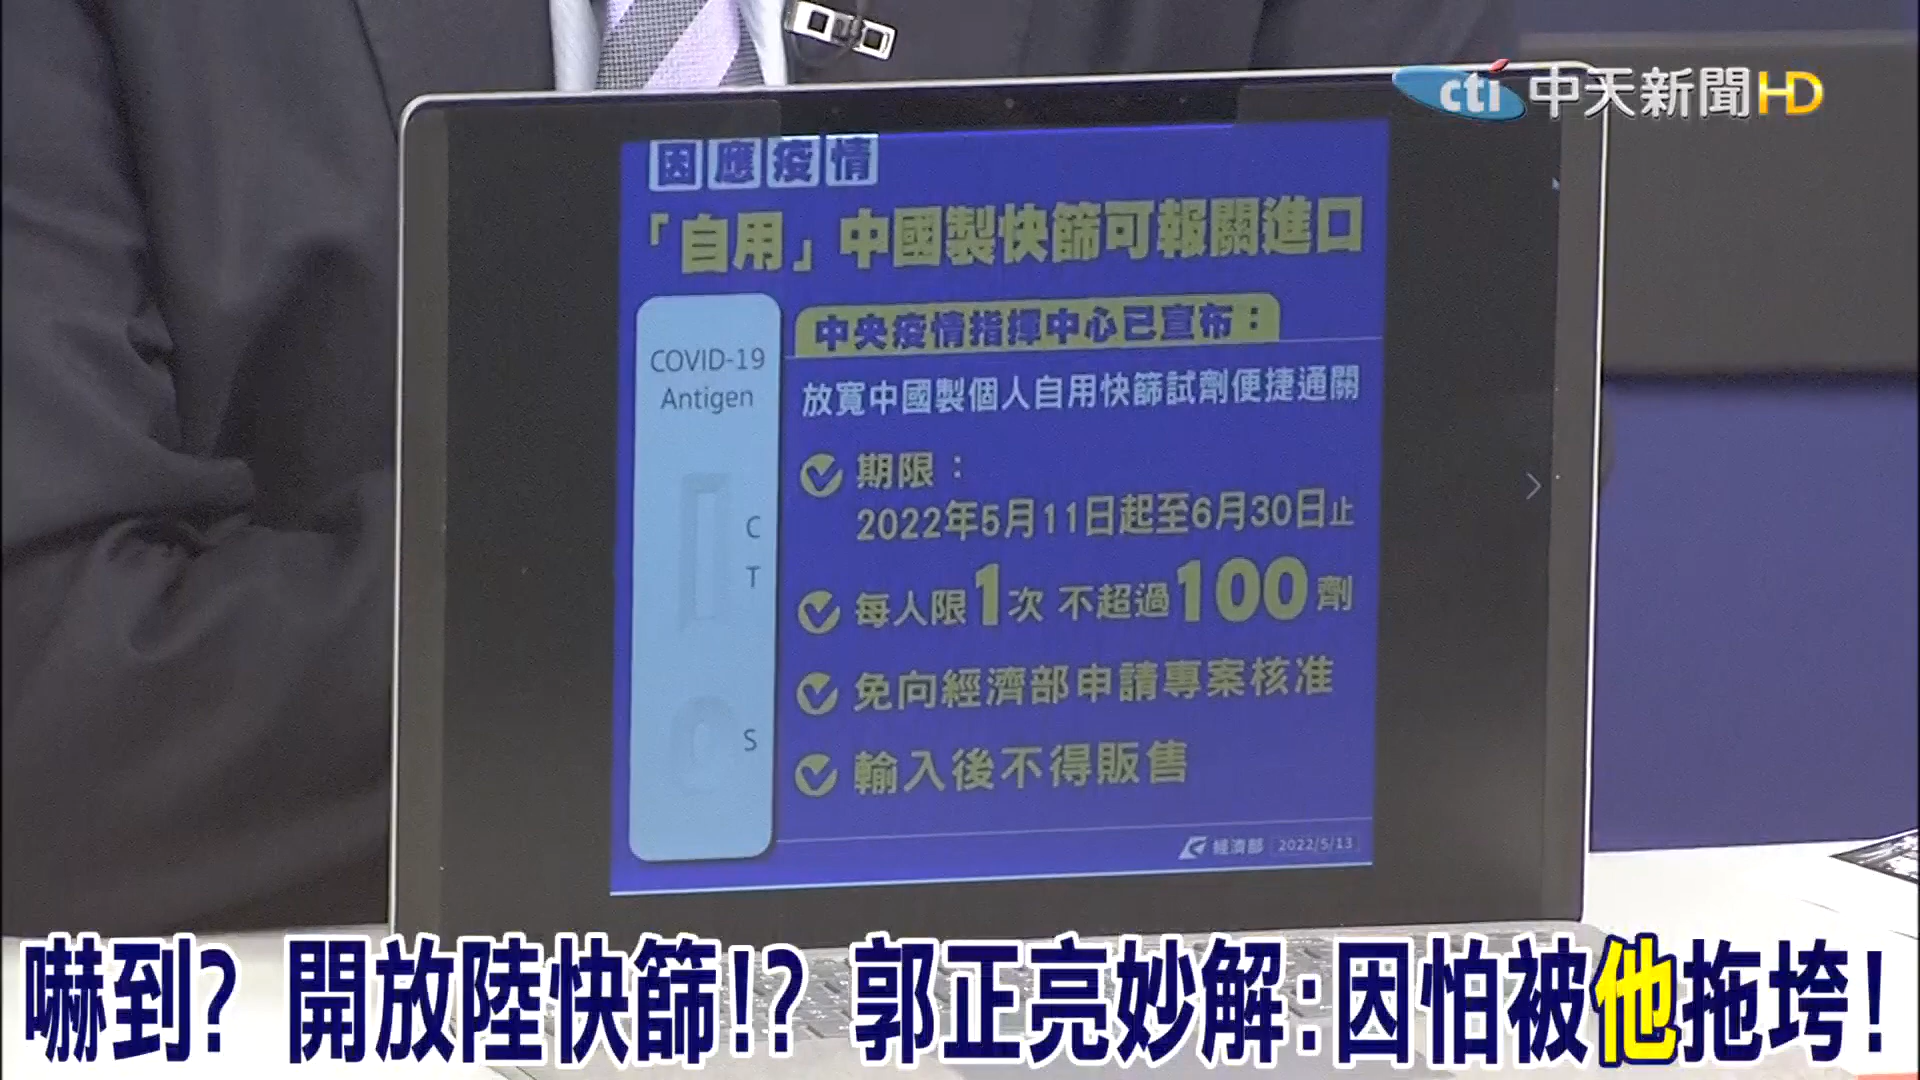 cti 中天新聞HD
因應疫情
「自用」中國製快篩可報關進口
中央疫情指揮中心已宣布：
放寬中國製個人自用快篩試劑便捷通關
COVID-19
Antigen
C
T
S
期限：
2022年5月11日起至6月30日止
每人限1次 不超過100劑
免向經濟部申請專案核准
輸入後不得販售
經濟部 2022/5/13
嚇到? 開放陸快篩!? 郭正亮妙解:因怕被他拖垮!